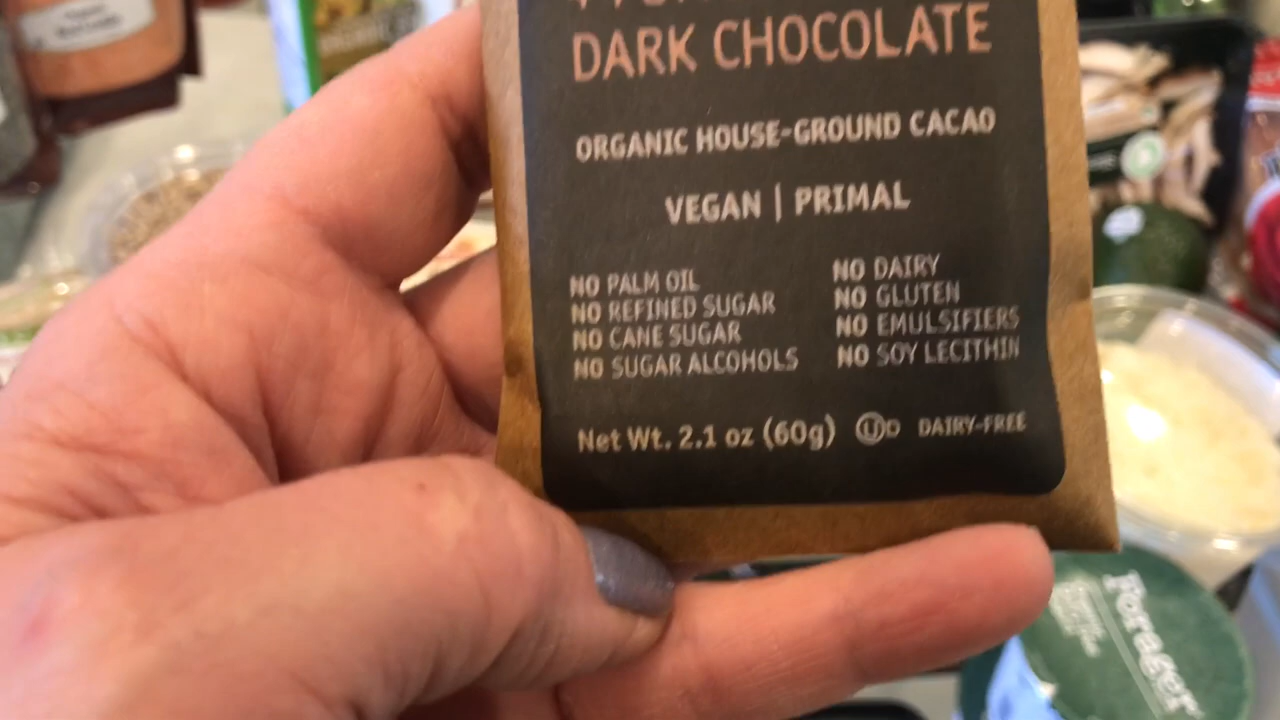 DARK CHOCOLATE
ORGANIC HOUSE-GROUND CACAO
VEGAN | PRIMAL
NO PALM OIL
NO REFINED SUGAR
NO CANE SUGAR
NO SUGAR ALCOHOLS
NO DAIRY
NO GLUTEN
NO EMULSIFIERS
NO SOY LECITHIN
Net Wt. 2.1 oz (60g) UD DAIRY-FREE
Forager